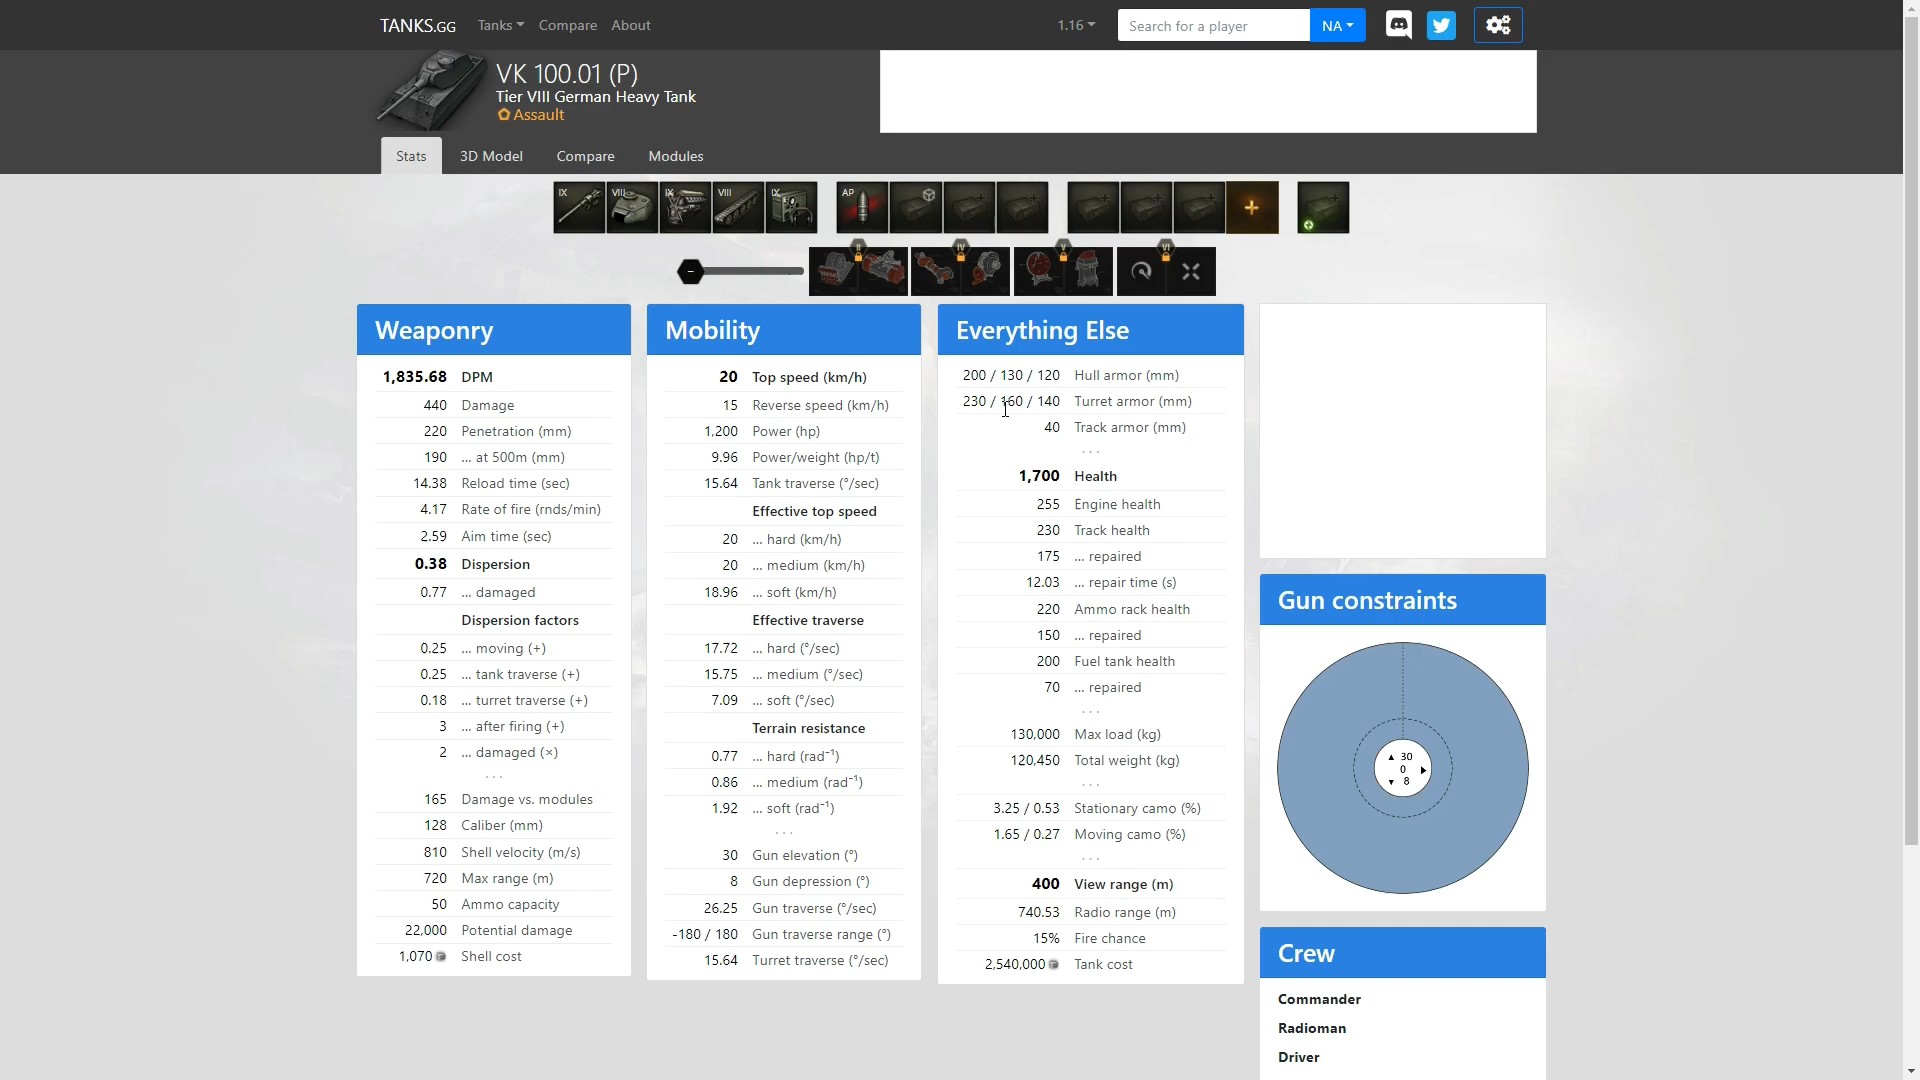 TANKS.GG Tanks Compare About 1.16 Search for a player NA
VK 100.01 (P)
Tier VIII German Heavy Tank
Assault
Stats 3D Model Compare Modules
IX VIII IX VIII IX AP
II IV V VI
Weaponry
1,835.68 DPM
440 Damage
220 Penetration (mm)
190 ... at 500m (mm)
14.38 Reload time (sec)
4.17 Rate of fire (rnds/min)
2.59 Aim time (sec)
0.38 Dispersion
0.77 ... damaged
Dispersion factors
0.25 ... moving (+)
0.25 ... tank traverse (+)
0.18 ... turret traverse (+)
3 ... after firing (+)
2 ... damaged (×)
...
165 Damage vs. modules
128 Caliber (mm)
810 Shell velocity (m/s)
720 Max range (m)
50 Ammo capacity
22,000 Potential damage
1,070 Shell cost
Mobility
20 Top speed (km/h)
15 Reverse speed (km/h)
1,200 Power (hp)
9.96 Power/weight (hp/t)
15.64 Tank traverse (°/sec)
Effective top speed
20 ... hard (km/h)
20 ... medium (km/h)
18.96 ... soft (km/h)
Effective traverse
17.72 ... hard (°/sec)
15.75 ... medium (°/sec)
7.09 ... soft (°/sec)
Terrain resistance
0.77 ... hard (rad⁻¹)
0.86 ... medium (rad⁻¹)
1.92 ... soft (rad⁻¹)
...
30 Gun elevation (°)
8 Gun depression (°)
26.25 Gun traverse (°/sec)
-180 / 180 Gun traverse range (°)
15.64 Turret traverse (°/sec)
Everything Else
200 / 130 / 120 Hull armor (mm)
230 / 160 / 140 Turret armor (mm)
40 Track armor (mm)
...
1,700 Health
255 Engine health
230 Track health
175 ... repaired
12.03 ... repair time (s)
220 Ammo rack health
150 ... repaired
200 Fuel tank health
70 ... repaired
...
130,000 Max load (kg)
120,450 Total weight (kg)
...
3.25 / 0.53 Stationary camo (%)
1.65 / 0.27 Moving camo (%)
...
400 View range (m)
740.53 Radio range (m)
15% Fire chance
2,540,000 Tank cost
Gun constraints
▲ 30
0 ▶
▼ 8
Crew
Commander
Radioman
Driver